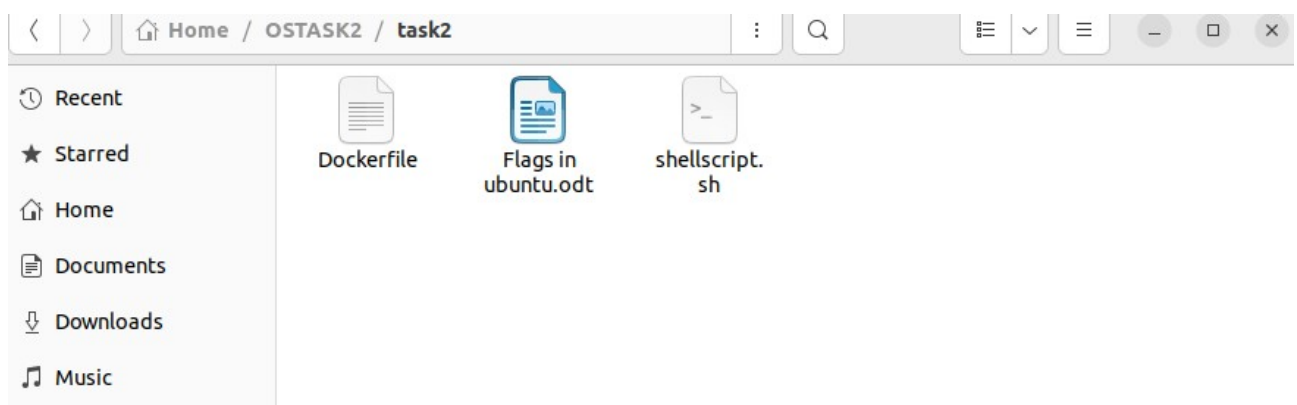 Home / OSTASK2 / task2
Recent
Starred
Home
Documents
Downloads
Music
Dockerfile
Flags in
ubuntu.odt
shellscript.
sh